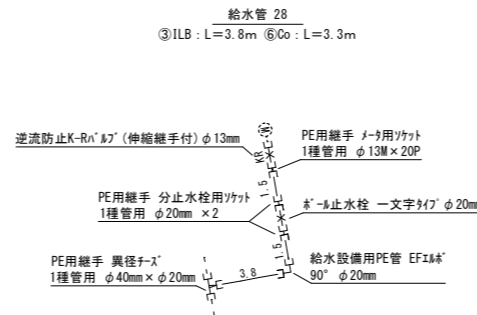 給水管 28
③ILB：L=3.8m ⑥Co：L=3.3m
逆流防止K-Rﾊﾞﾙﾌﾞ(伸縮継手付)φ13mm
PE用継手 ﾒｰﾀ用ｿｹｯﾄ
1種管用 φ13M×20P
M
KR
1.5
PE用継手 分止水栓用ｿｹｯﾄ
1種管用 φ20mm ×2
ﾎﾞｰﾙ止水栓 一文字ﾀｲﾌﾟ φ20mm
1.5
PE用継手 異径ﾁｰｽﾞ
1種管用 φ40mm×φ20mm
3.8
給水設備用PE管 EFｴﾙﾎﾞ
90° φ20mm